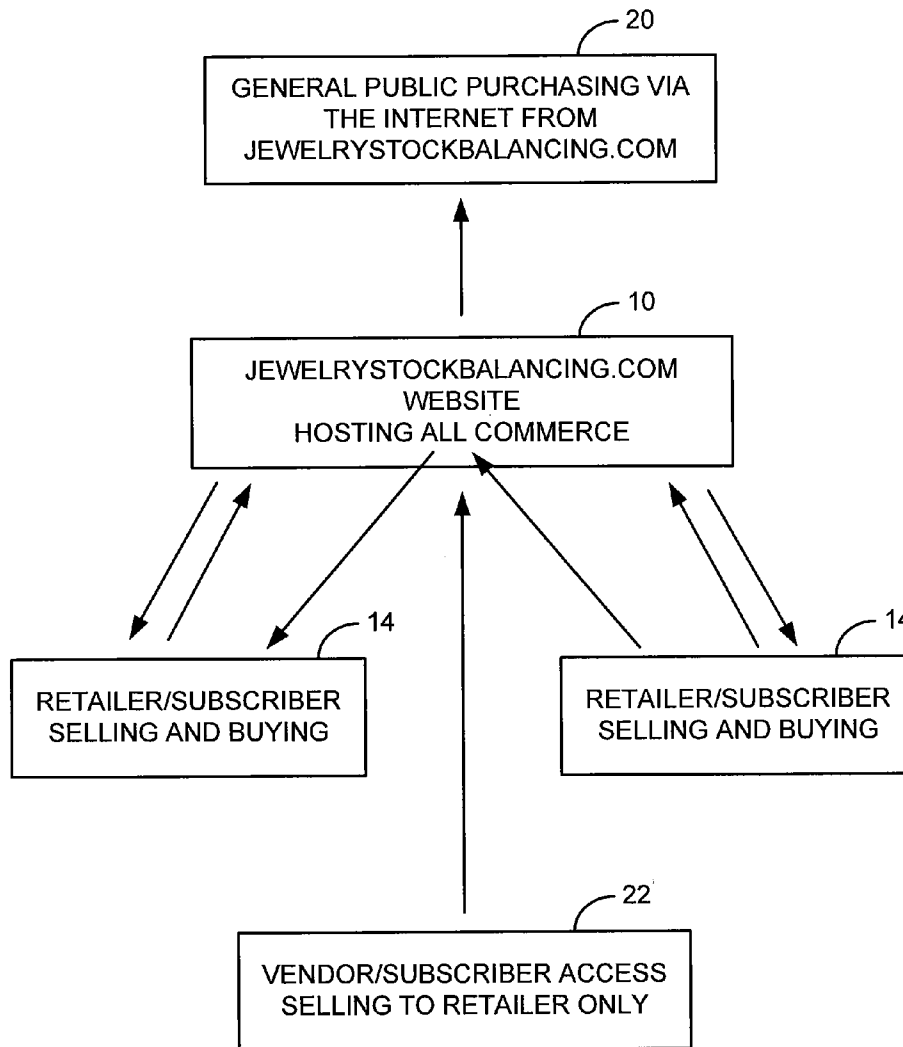 20
GENERAL PUBLIC PURCHASING VIA
THE INTERNET FROM
JEWELRYSTOCKBALANCING.COM
10
JEWELRYSTOCKBALANCING.COM
WEBSITE
HOSTING ALL COMMERCE
14
RETAILER/SUBSCRIBER
SELLING AND BUYING
14
RETAILER/SUBSCRIBER
SELLING AND BUYING
22
VENDOR/SUBSCRIBER ACCESS
SELLING TO RETAILER ONLY